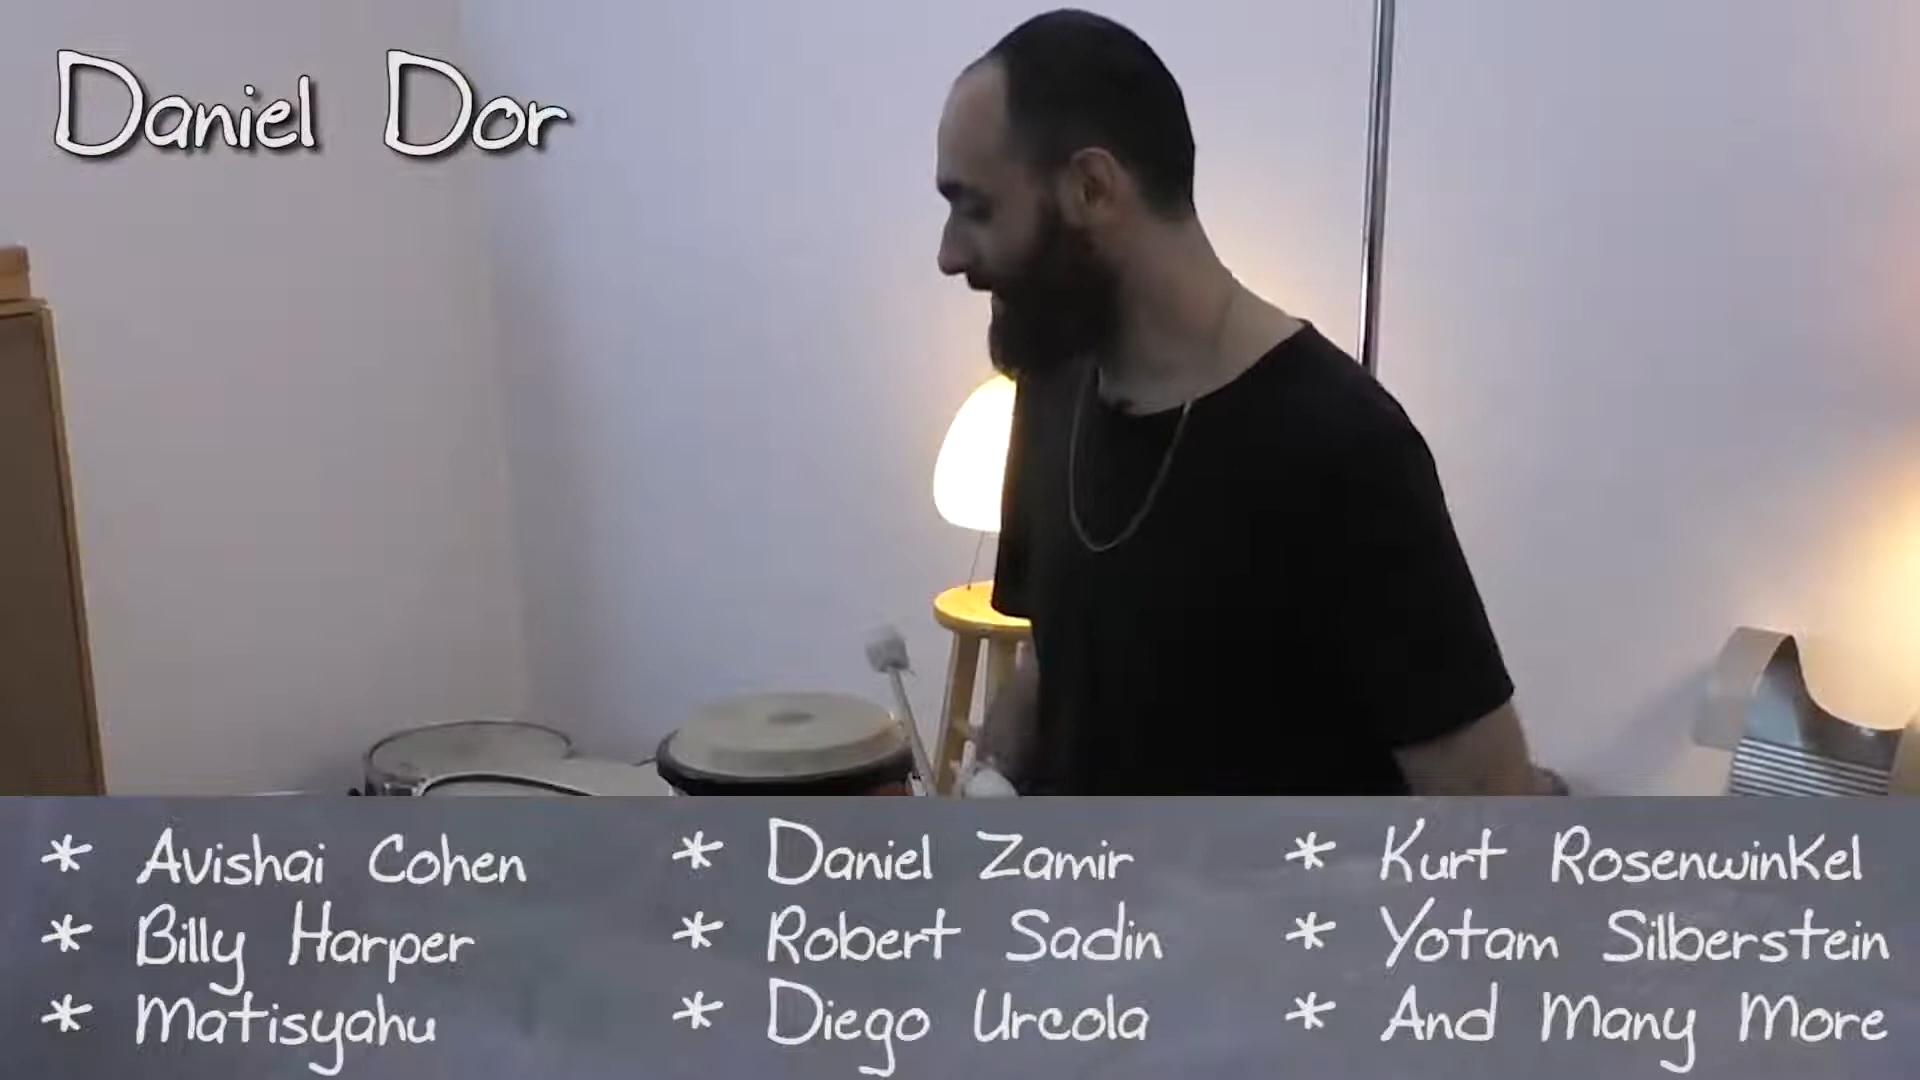 Daniel Dor
* Avishai Cohen
* Billy Harper
* Matisyahu
* Daniel Zamir
* Robert Sadin
* Diego Urcola
* Kurt Rosenwinkel
* Yotam Silberstein
* And Many More